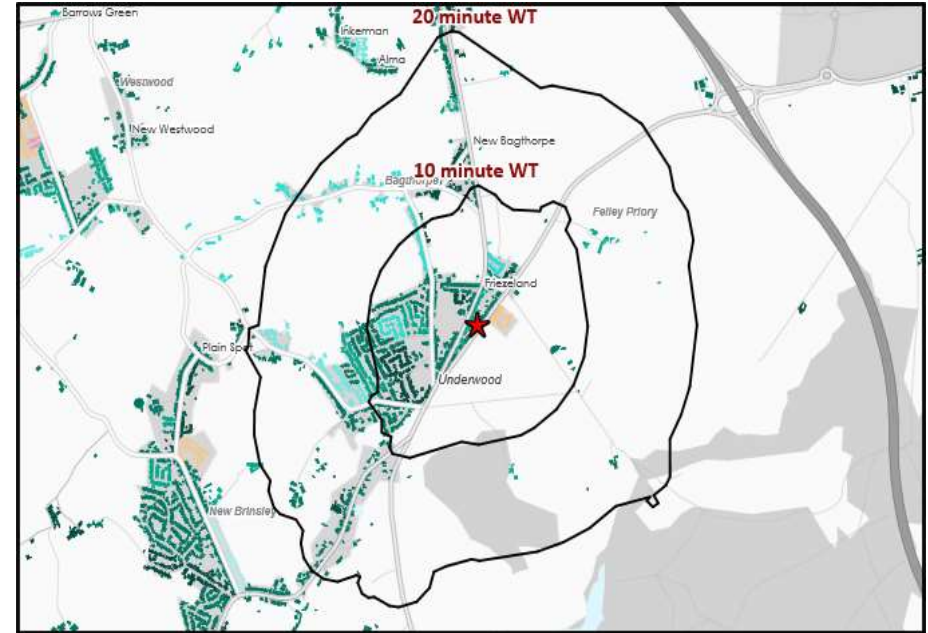 20 minute WT
Barrows Green
Inkerman
Alma
Westwood
New Westwood
New Bagthorpe
10 minute WT
Bagthorpe
Felley Priory
Friezeland
Plain Spot
Underwood
New Brinsley